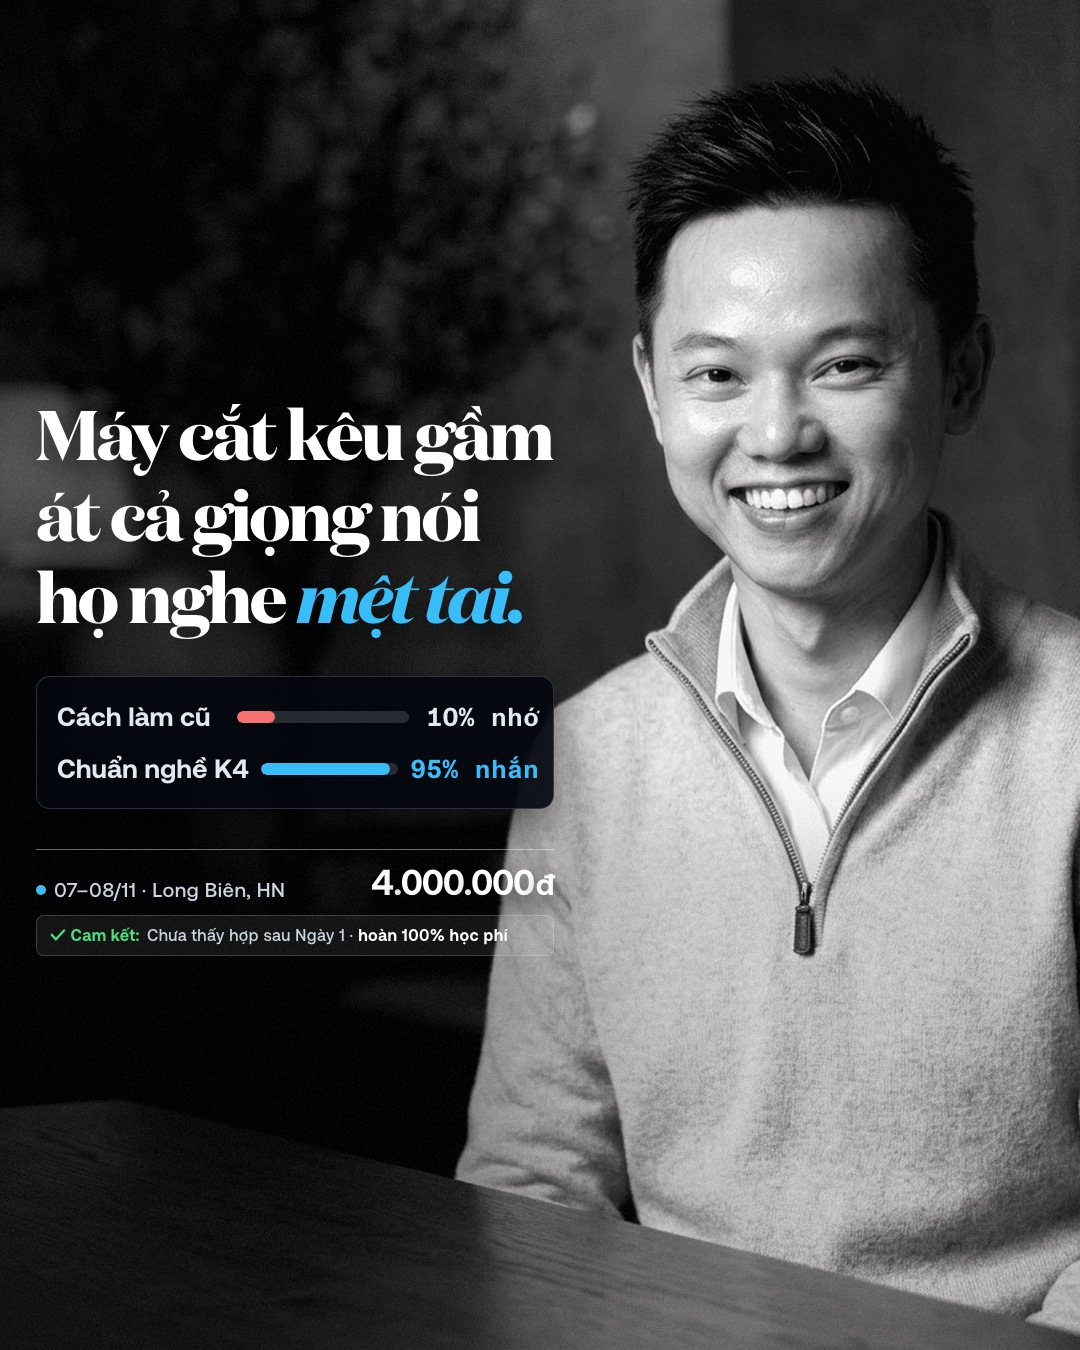 Máy cắt kêu gầm
át cả giọng nói
họ nghe mệt tai.
Cách làm cũ 10% nhớ
Chuẩn nghề K4 95% nhắn
07–08/11 · Long Biên, HN 4.000.000đ
✓ Cam kết: Chưa thấy hợp sau Ngày 1 · hoàn 100% học phí